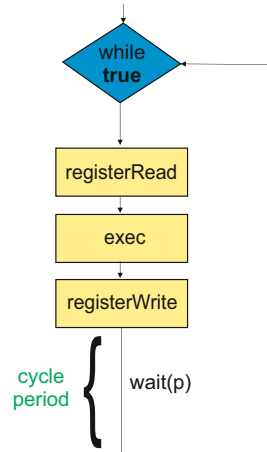 while
true
registerRead
exec
registerWrite
cycle
period
wait(p)